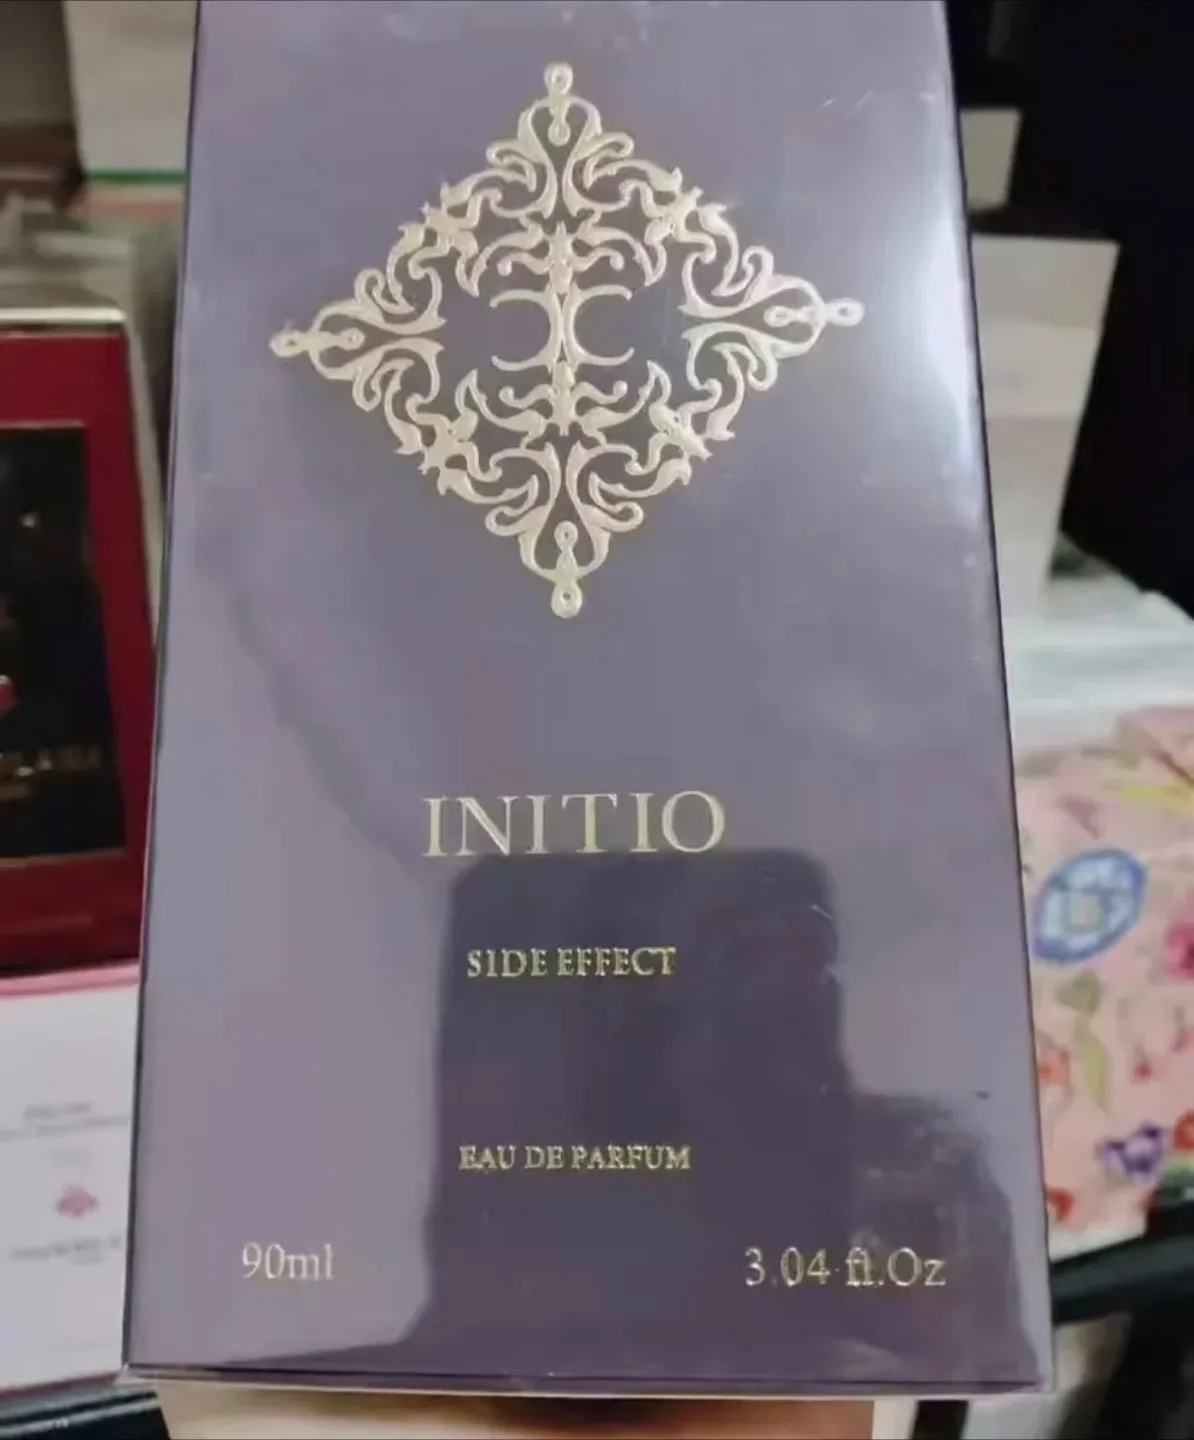 INITIO
SIDE EFFECT
EAU DE PARFUM
90ml
3.04 fl.Oz